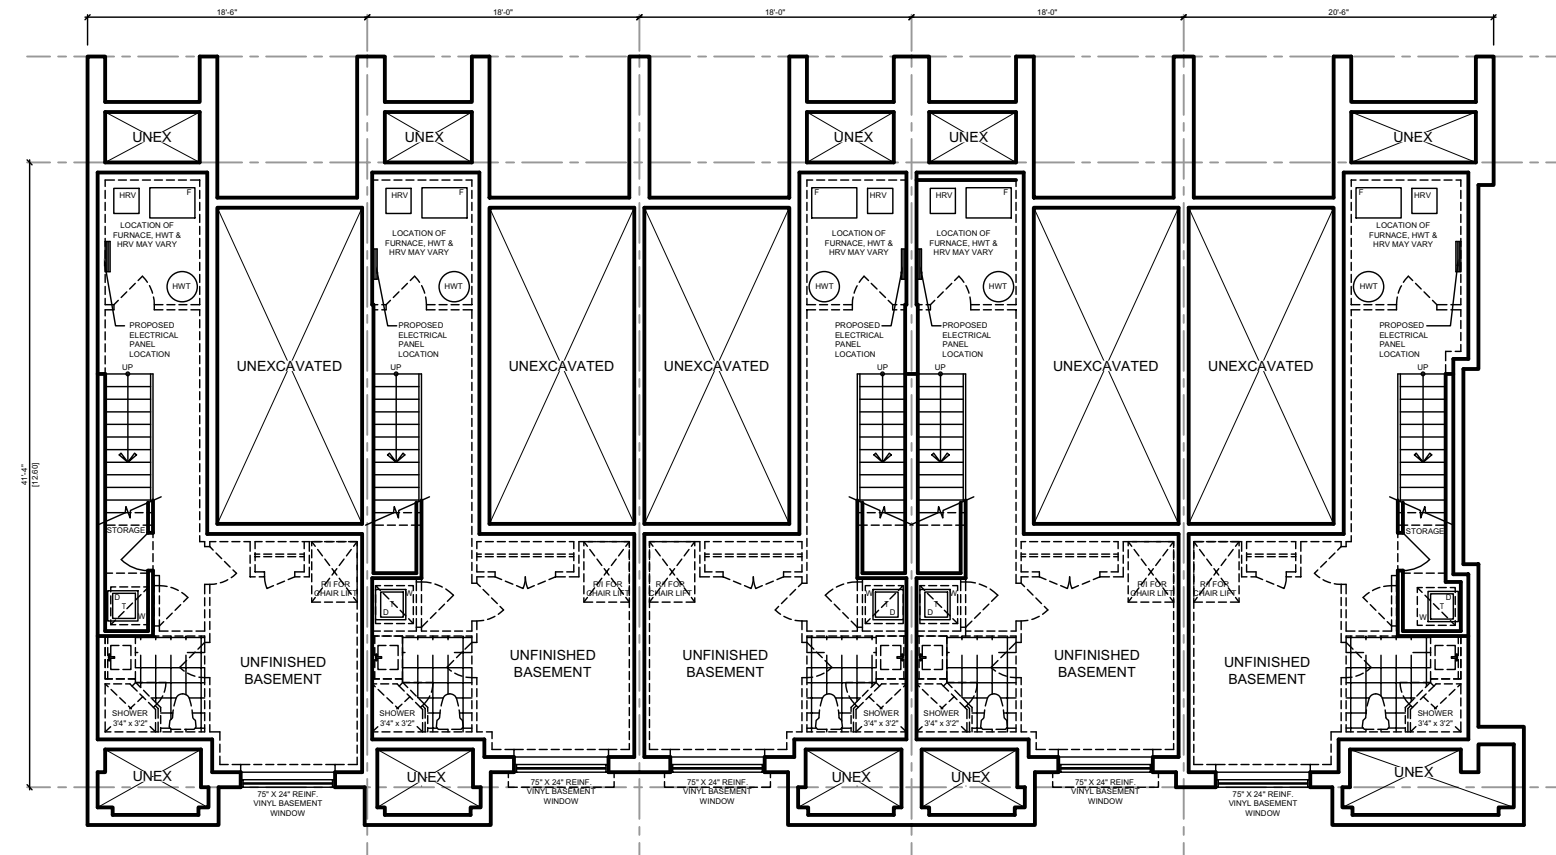 18'-6"
18'-0"
18'-0"
18'-0"
20'-6"
41'-4"
[12.60]
UNEX
UNEX
UNEX
UNEX
UNEX
HRV
F
HRV
F
F
HRV
HRV
F
F
HRV
LOCATION OF
FURNACE, HWT &
HRV MAY VARY
LOCATION OF
FURNACE, HWT &
HRV MAY VARY
LOCATION OF
FURNACE, HWT &
HRV MAY VARY
LOCATION OF
FURNACE, HWT &
HRV MAY VARY
LOCATION OF
FURNACE, HWT &
HRV MAY VARY
HWT
HWT
HWT
HWT
HWT
PROPOSED
ELECTRICAL
PANEL
LOCATION
PROPOSED
ELECTRICAL
PANEL
LOCATION
PROPOSED
ELECTRICAL
PANEL
LOCATION
PROPOSED
ELECTRICAL
PANEL
LOCATION
PROPOSED
ELECTRICAL
PANEL
LOCATION
UP
UP
UP
UP
UP
UNEXCAVATED
UNEXCAVATED
UNEXCAVATED
UNEXCAVATED
UNEXCAVATED
STORAGE
STORAGE
R/I FOR
CHAIR LIFT
R/I FOR
CHAIR LIFT
R/I FOR
CHAIR LIFT
R/I FOR
CHAIR LIFT
R/I FOR
CHAIR LIFT
D
T
W
W
T
D
W
T
D
W
T
D
D
T
W
UNFINISHED
BASEMENT
UNFINISHED
BASEMENT
UNFINISHED
BASEMENT
UNFINISHED
BASEMENT
UNFINISHED
BASEMENT
SHOWER
3'4" x 3'2"
SHOWER
3'4" x 3'2"
SHOWER
3'4" x 3'2"
SHOWER
3'4" x 3'2"
SHOWER
3'4" x 3'2"
UNEX
UNEX
UNEX
UNEX
UNEX
75" X 24" REINF.
VINYL BASEMENT
WINDOW
75" X 24" REINF.
VINYL BASEMENT
WINDOW
75" X 24" REINF.
VINYL BASEMENT
WINDOW
75" X 24" REINF.
VINYL BASEMENT
WINDOW
75" X 24" REINF.
VINYL BASEMENT
WINDOW